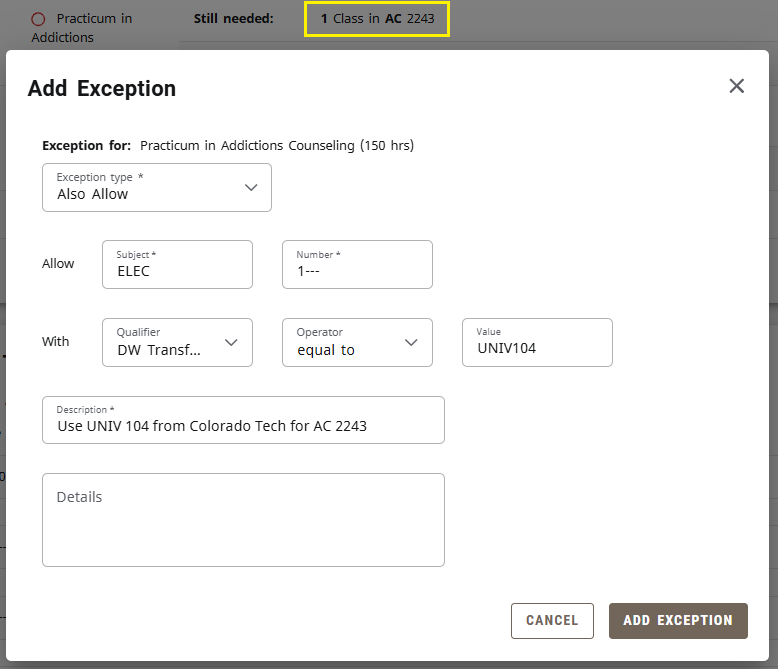 Practicum in Still needed: 1 Class in AC 2243
Addictions
Add Exception
Exception for: Practicum in Addictions Counseling (150 hrs)
Exception type *
Also Allow
Allow
Subject *
ELEC
Number *
1---
With
Qualifier
DW Transf...
Operator
equal to
Value
UNIV104
Description *
Use UNIV 104 from Colorado Tech for AC 2243
Details
CANCEL
ADD EXCEPTION